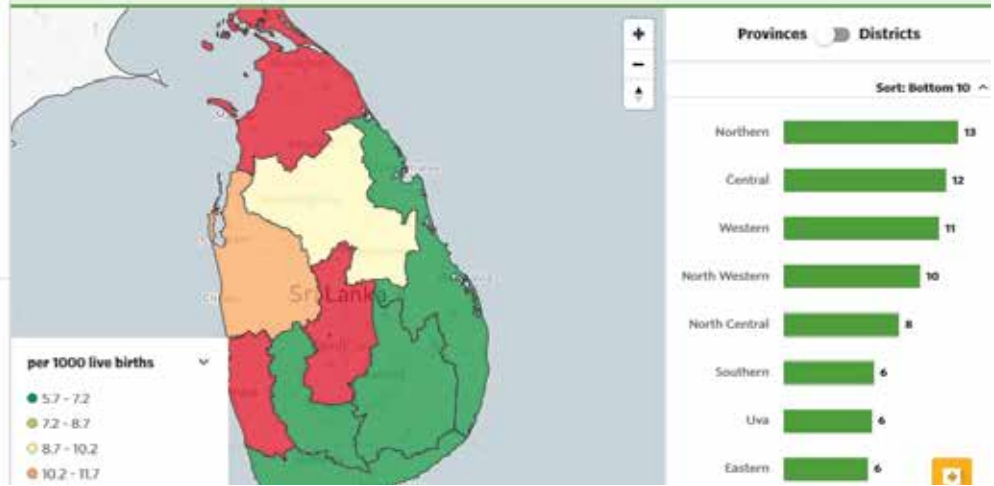 +
−
Provinces Districts
Sort: Bottom 10
Northern 13
Central 12
Western 11
North Western 10
North Central 8
Southern 6
Uva 6
Eastern 6
Sri Lanka
per 1000 live births
5.7 - 7.2
7.2 - 8.7
8.7 - 10.2
10.2 - 11.7